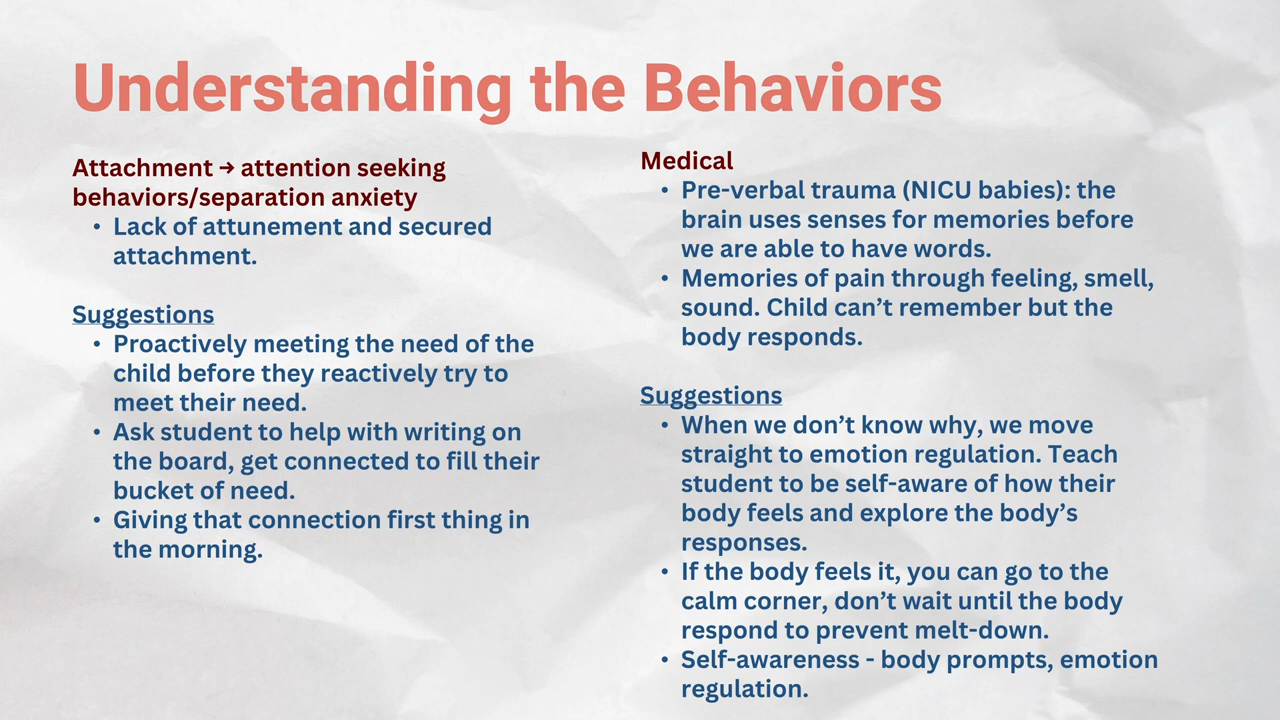 Understanding the Behaviors
Attachment → attention seeking
behaviors/separation anxiety
• Lack of attunement and secured
attachment.
Suggestions
• Proactively meeting the need of the
child before they reactively try to
meet their need.
• Ask student to help with writing on
the board, get connected to fill their
bucket of need.
• Giving that connection first thing in
the morning.
Medical
• Pre-verbal trauma (NICU babies): the
brain uses senses for memories before
we are able to have words.
• Memories of pain through feeling, smell,
sound. Child can’t remember but the
body responds.
Suggestions
• When we don’t know why, we move
straight to emotion regulation. Teach
student to be self-aware of how their
body feels and explore the body’s
responses.
• If the body feels it, you can go to the
calm corner, don’t wait until the body
respond to prevent melt-down.
• Self-awareness - body prompts, emotion
regulation.